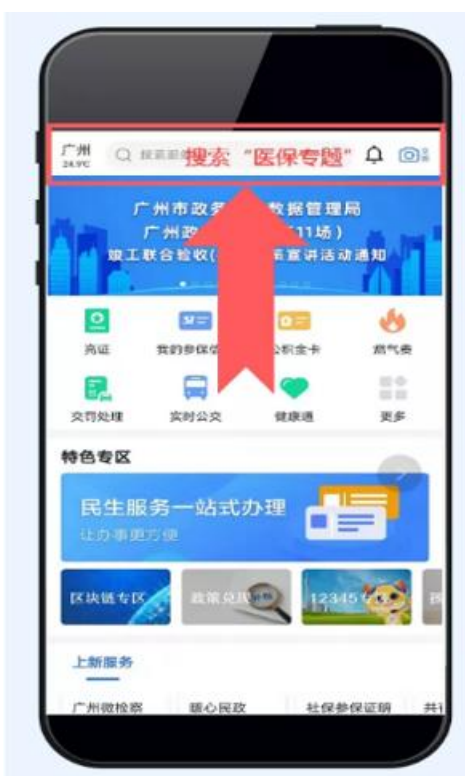 广州
24.9℃
搜索“医保专题”
广州市政务 数据管理局
广州政 (11场)
竣工联合验收( 宣讲活动通知
亮证
我的参保信
公积金卡
燃气费
交罚处理
实时公交
健康通
更多
特色专区
民生服务一站式办理
让办事更方便
区块链专区
政策兑现
12345
上新服务
广州微检察
暖心民政
社保参保证明